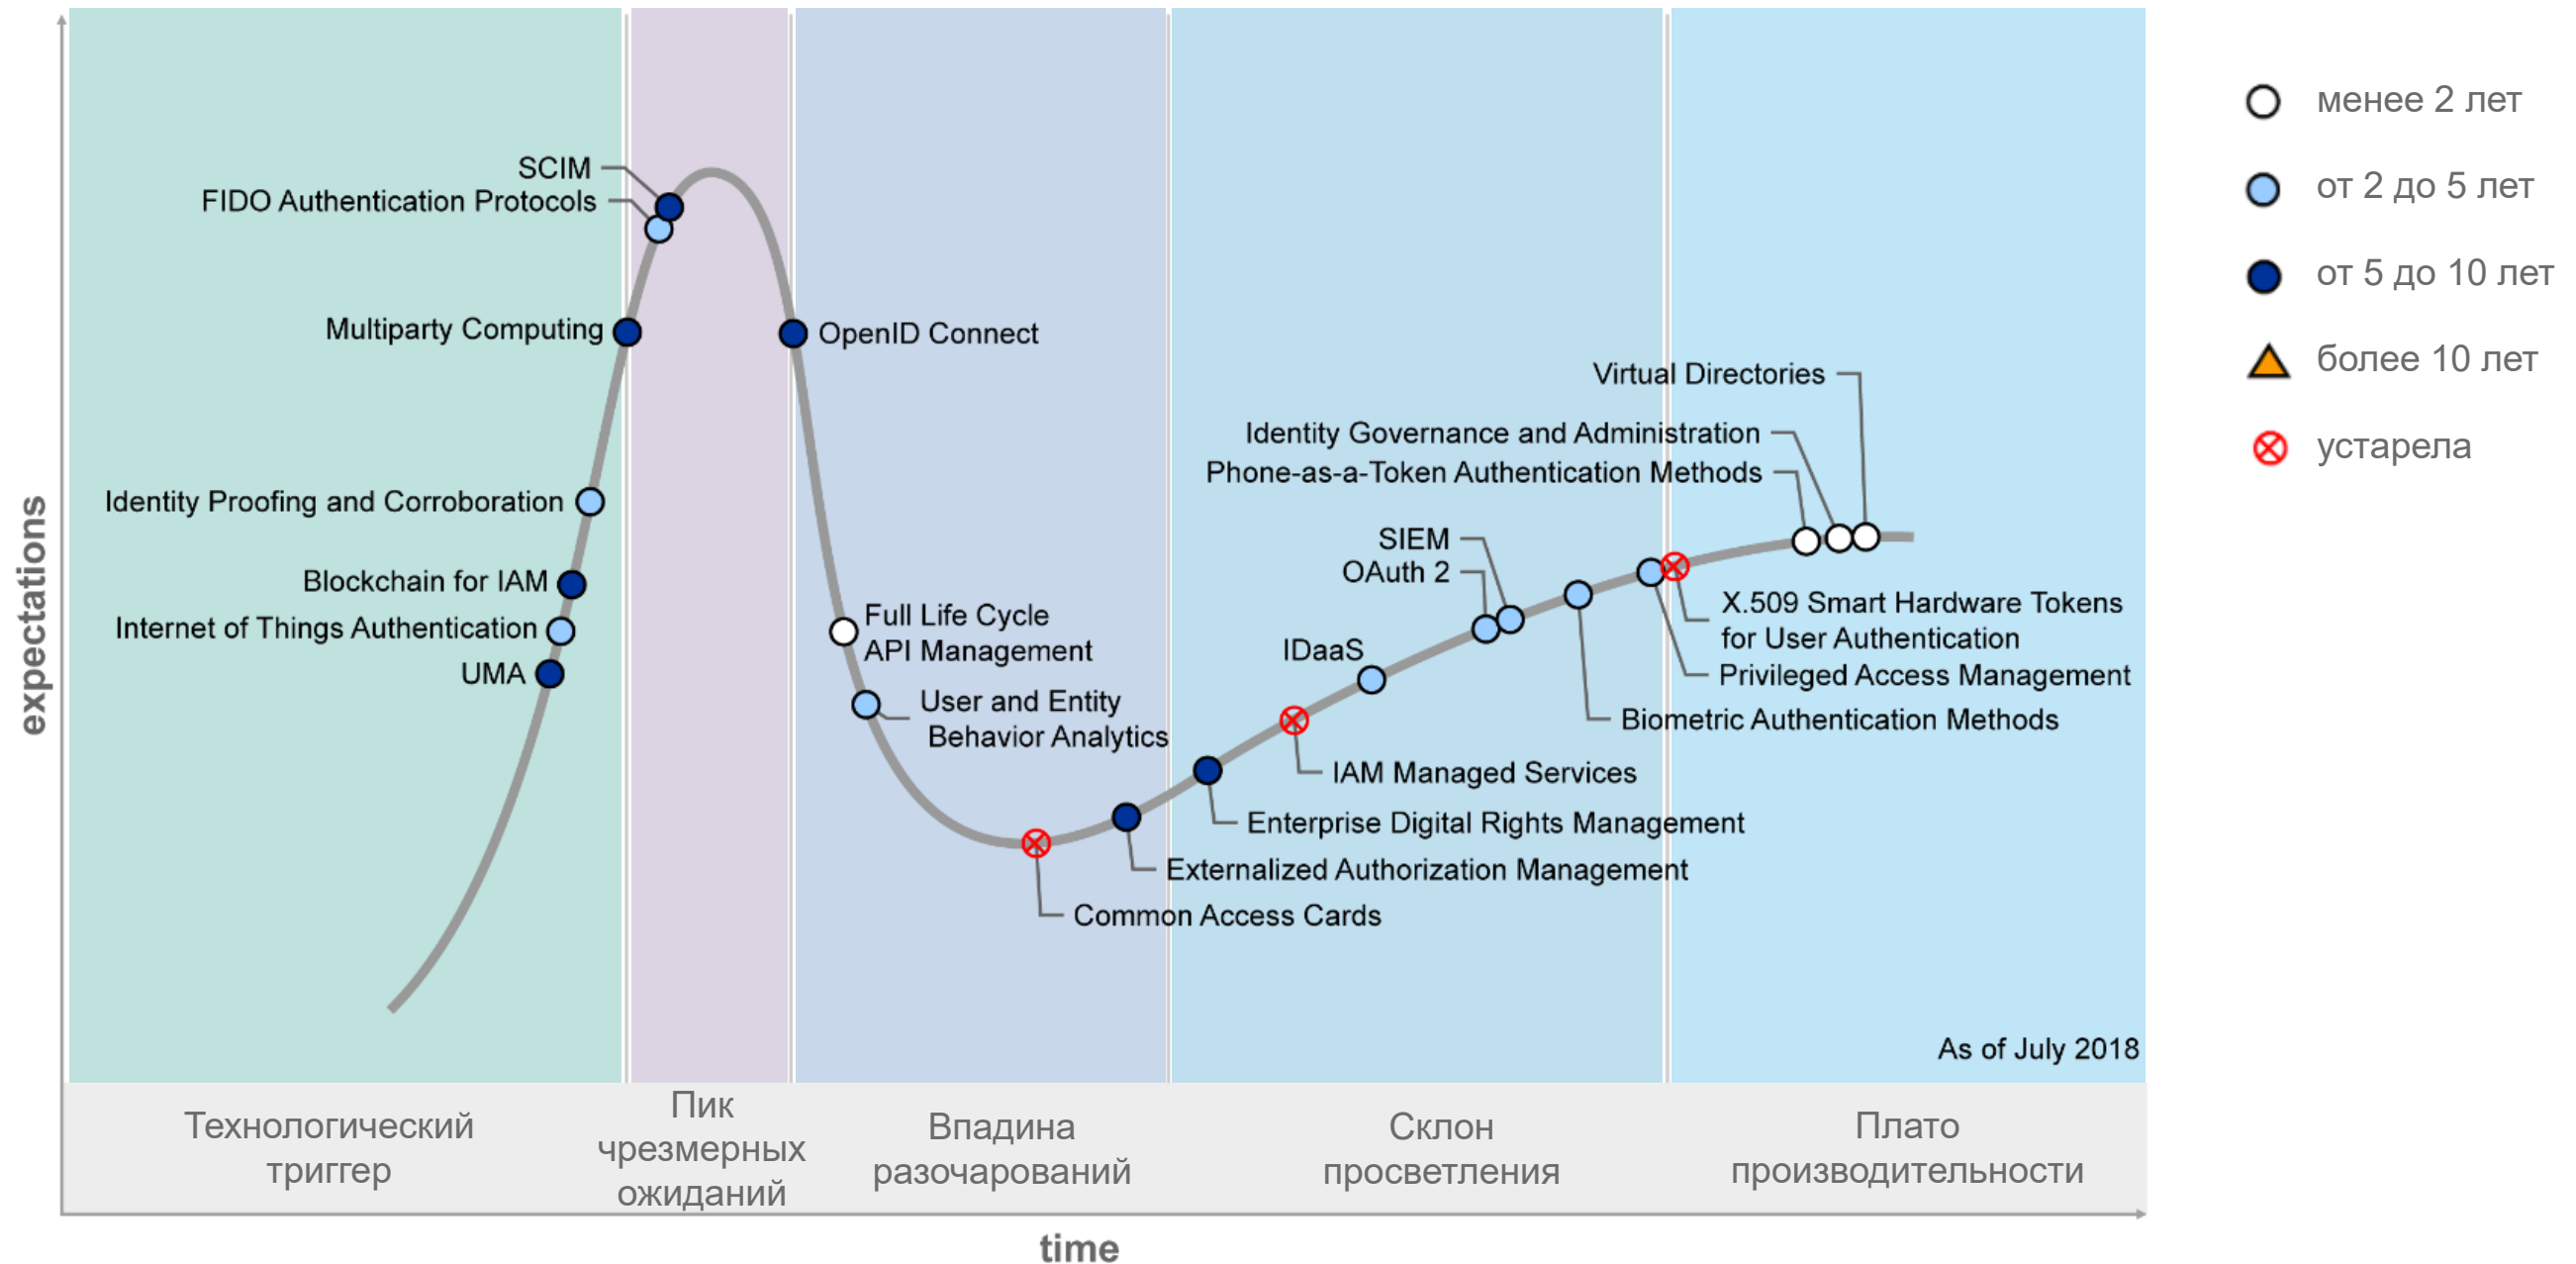 SCIM
FIDO Authentication Protocols
Multiparty Computing
OpenID Connect
Identity Proofing and Corroboration
Blockchain for IAM
Internet of Things Authentication
UMA
Full Life Cycle
API Management
User and Entity
Behavior Analytics
Common Access Cards
Externalized Authorization Management
Enterprise Digital Rights Management
IAM Managed Services
IDaaS
OAuth 2
SIEM
Biometric Authentication Methods
Privileged Access Management
X.509 Smart Hardware Tokens
for User Authentication
Phone-as-a-Token Authentication Methods
Identity Governance and Administration
Virtual Directories
As of July 2018
expectations
time
Технологический
триггер
Пик
чрезмерных
ожиданий
Впадина
разочарований
Склон
просветления
Плато
производительности
менее 2 лет
от 2 до 5 лет
от 5 до 10 лет
более 10 лет
устарела